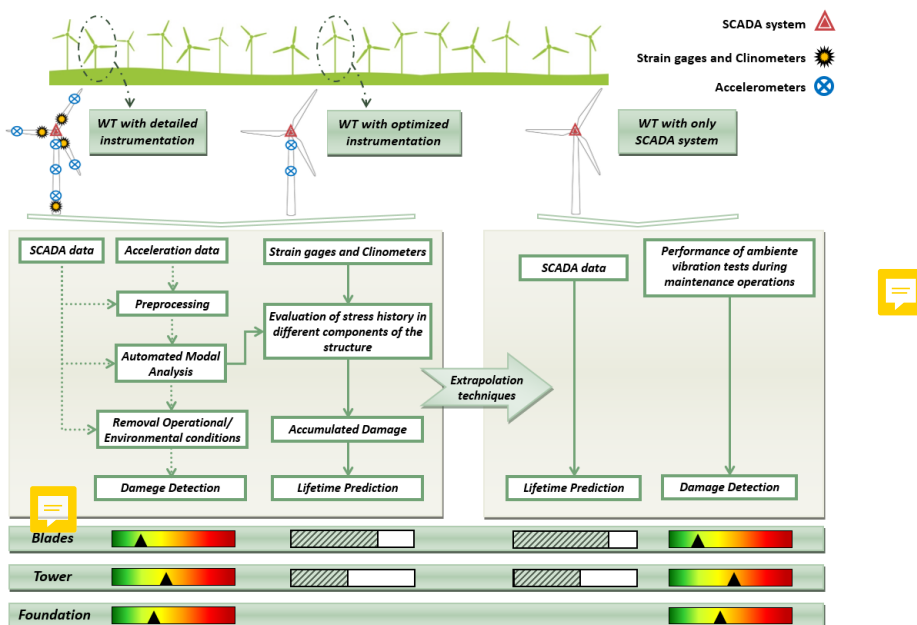 SCADA system
Strain gages and Clinometers
Accelerometers
WT with detailed
instrumentation
WT with optimized
instrumentation
WT with only
SCADA system
SCADA data
Acceleration data
Strain gages and Clinometers
Preprocessing
Evaluation of stress history in
different components of the
structure
Automated Modal
Analysis
Removal Operational/
Environmental conditions
Accumulated Damage
Damege Detection
Lifetime Prediction
Extrapolation
techniques
SCADA data
Performance of ambiente
vibration tests during
maintenance operations
Lifetime Prediction
Damage Detection
Blades
Tower
Foundation